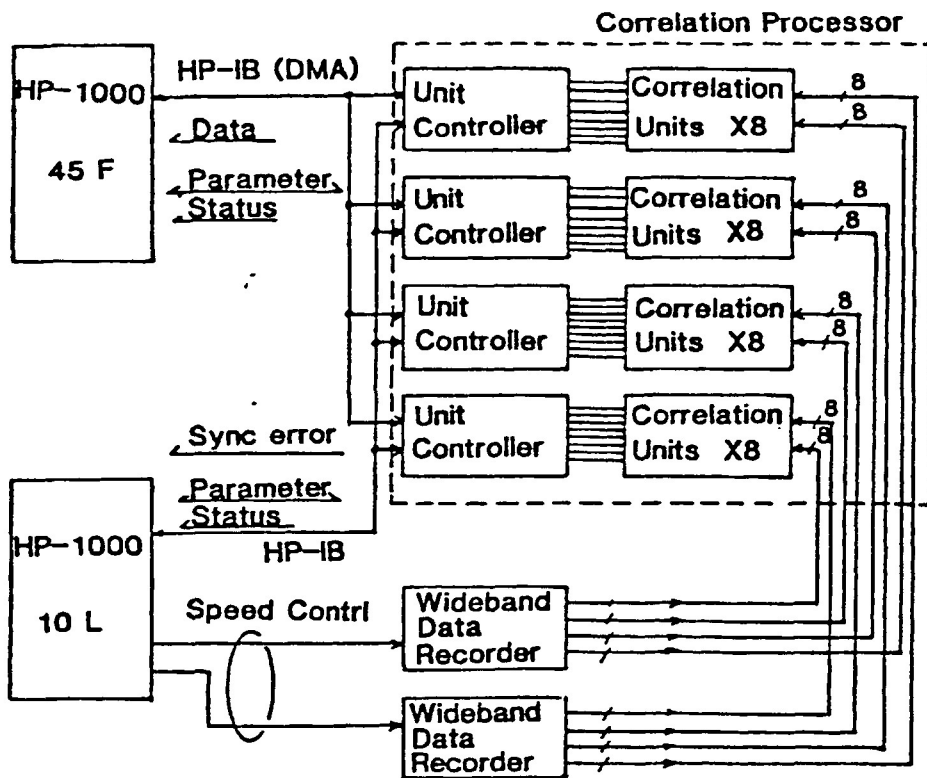 Correlation Processor
HP-1000
45 F
HP-IB (DMA)
Data
Parameter
Status
Unit
Controller
Correlation
Units X8
8
8
Unit
Controller
Correlation
Units X8
8
8
Unit
Controller
Correlation
Units X8
8
8
Unit
Controller
Correlation
Units X8
8
8
Sync error
Parameter
Status
HP-IB
HP-1000
10 L
Speed Contrl
Wideband
Data
Recorder
Wideband
Data
Recorder